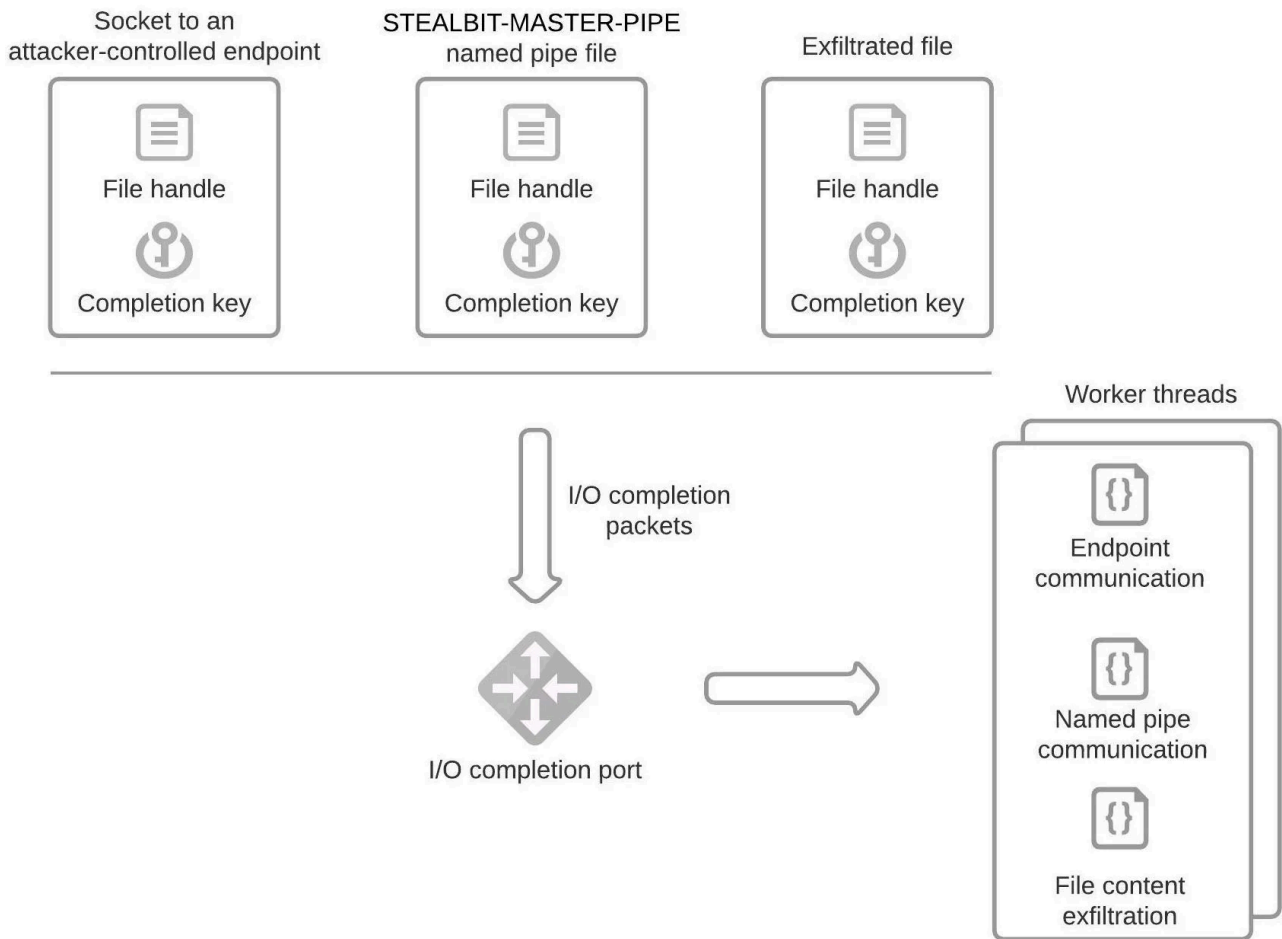 Socket to an
attacker-controlled endpoint
STEALBIT-MASTER-PIPE
named pipe file
Exfiltrated file
File handle
Completion key
File handle
Completion key
File handle
Completion key
I/O completion
packets
I/O completion port
Worker threads
Endpoint
communication
Named pipe
communication
File content
exfiltration